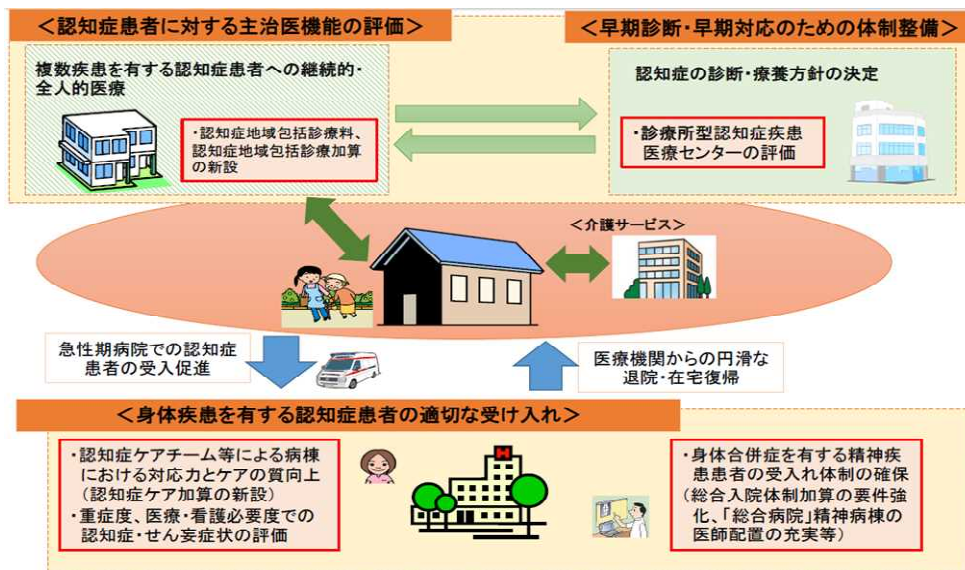 ＜認知症患者に対する主治医機能の評価＞
複数疾患を有する認知症患者への継続的・
全人的医療
・認知症地域包括診療料、
認知症地域包括診療加算
の新設
＜早期診断・早期対応のための体制整備＞
認知症の診断・療養方針の決定
・診療所型認知症疾患
医療センターの評価
＜介護サービス＞
急性期病院での認知症
患者の受入促進
医療機関からの円滑な
退院・在宅復帰
＜身体疾患を有する認知症患者の適切な受け入れ＞
・認知症ケアチーム等による病棟
における対応力とケアの質向上
（認知症ケア加算の新設）
・重症度、医療・看護必要度での
認知症・せん妄症状の評価
H
・身体合併症を有する精神疾
患患者の受入れ体制の確保
（総合入院体制加算の要件強
化、「総合病院」精神病棟の
医師配置の充実等）